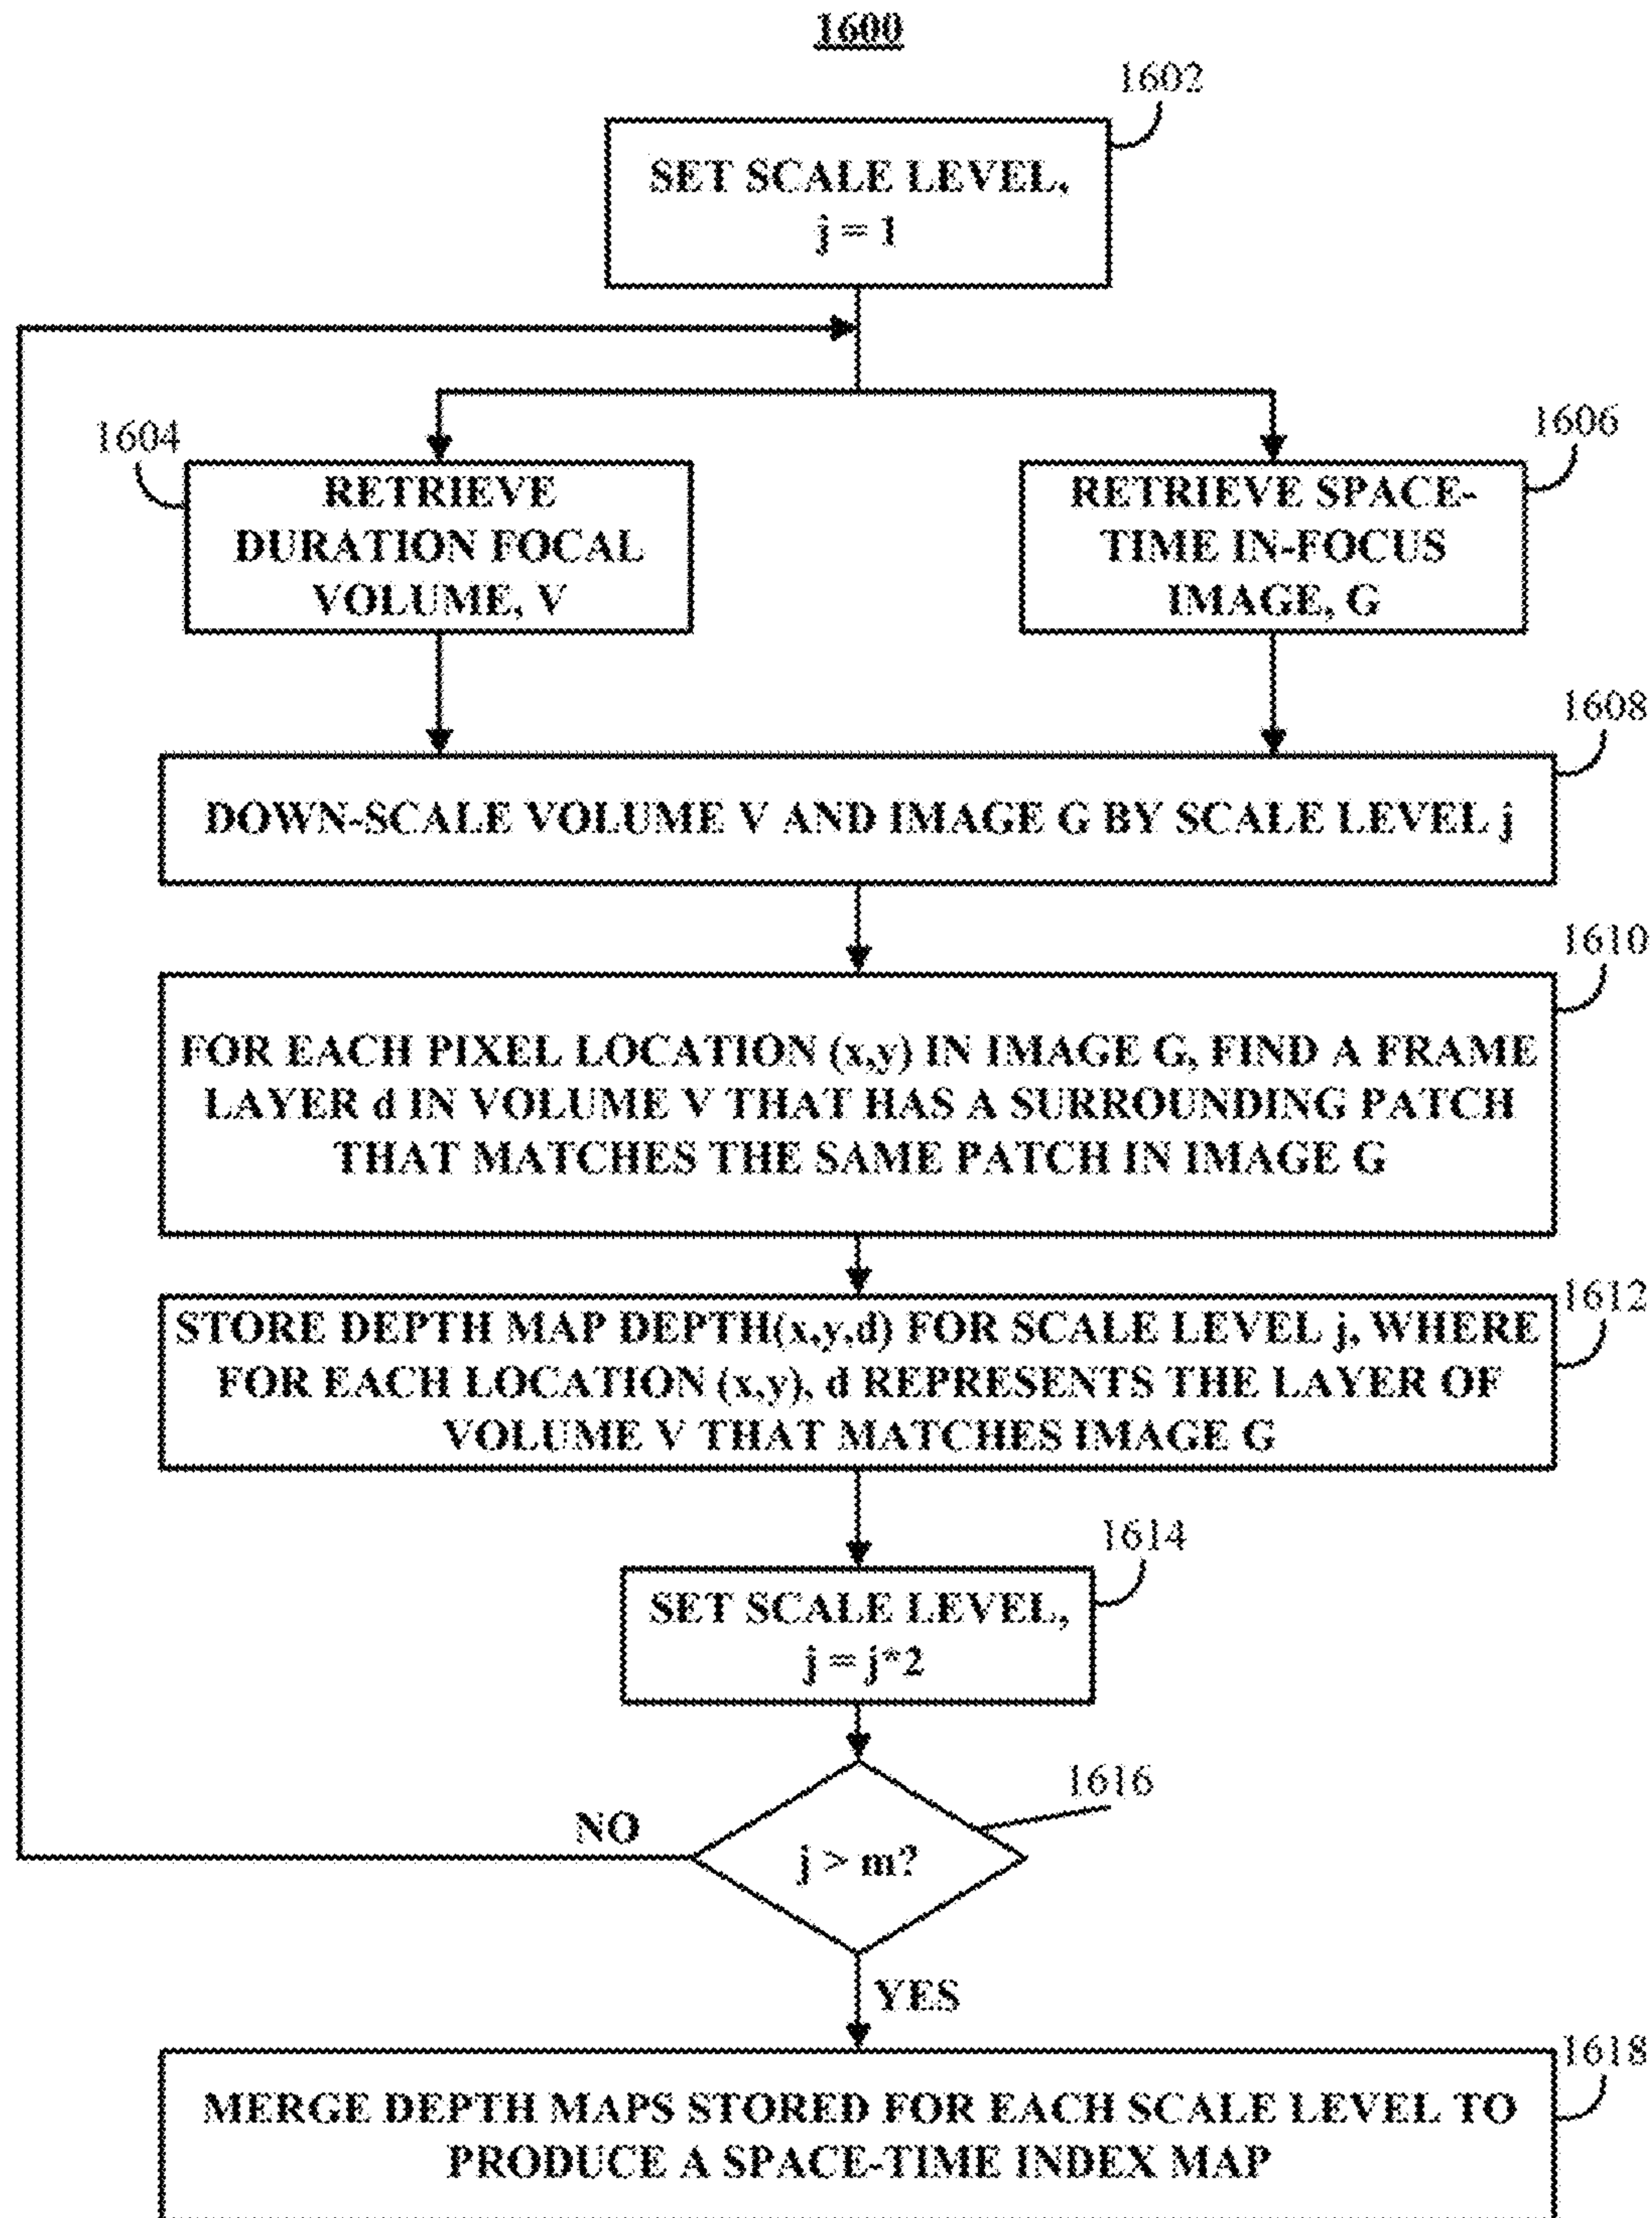 1600
1602
SET SCALE LEVEL,
j = 1
1604
RETRIEVE
DURATION FOCAL
VOLUME, V
1606
RETRIEVE SPACE-
TIME IN-FOCUS
IMAGE, G
1608
DOWN-SCALE VOLUME V AND IMAGE G BY SCALE LEVEL j
1610
FOR EACH PIXEL LOCATION (x,y) IN IMAGE G, FIND A FRAME
LAYER d IN VOLUME V THAT HAS A SURROUNDING PATCH
THAT MATCHES THE SAME PATCH IN IMAGE G
1612
STORE DEPTH MAP DEPTH(x,y,d) FOR SCALE LEVEL j, WHERE
FOR EACH LOCATION (x,y), d REPRESENTS THE LAYER OF
VOLUME V THAT MATCHES IMAGE G
1614
SET SCALE LEVEL,
j = j*2
1616
j > m?
NO
YES
1618
MERGE DEPTH MAPS STORED FOR EACH SCALE LEVEL TO
PRODUCE A SPACE-TIME INDEX MAP